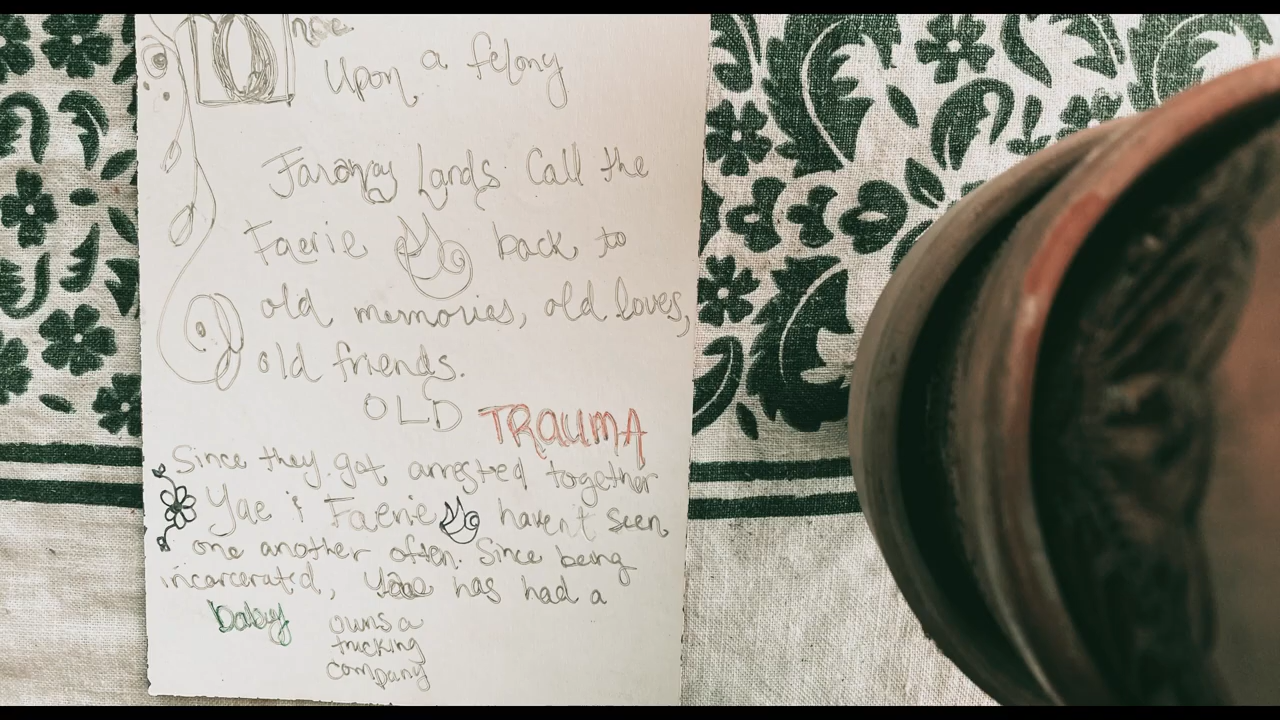 Once
Upon a felony
Faraway Lands Call the
Faerie back to
old memories, old loves,
old friends.
OLD TRAUMA
Since they got arrested together
Yae & Faerie haven't seen
one another often. Since being
incarcerated, Yae has had a
baby owns a
trucking
company